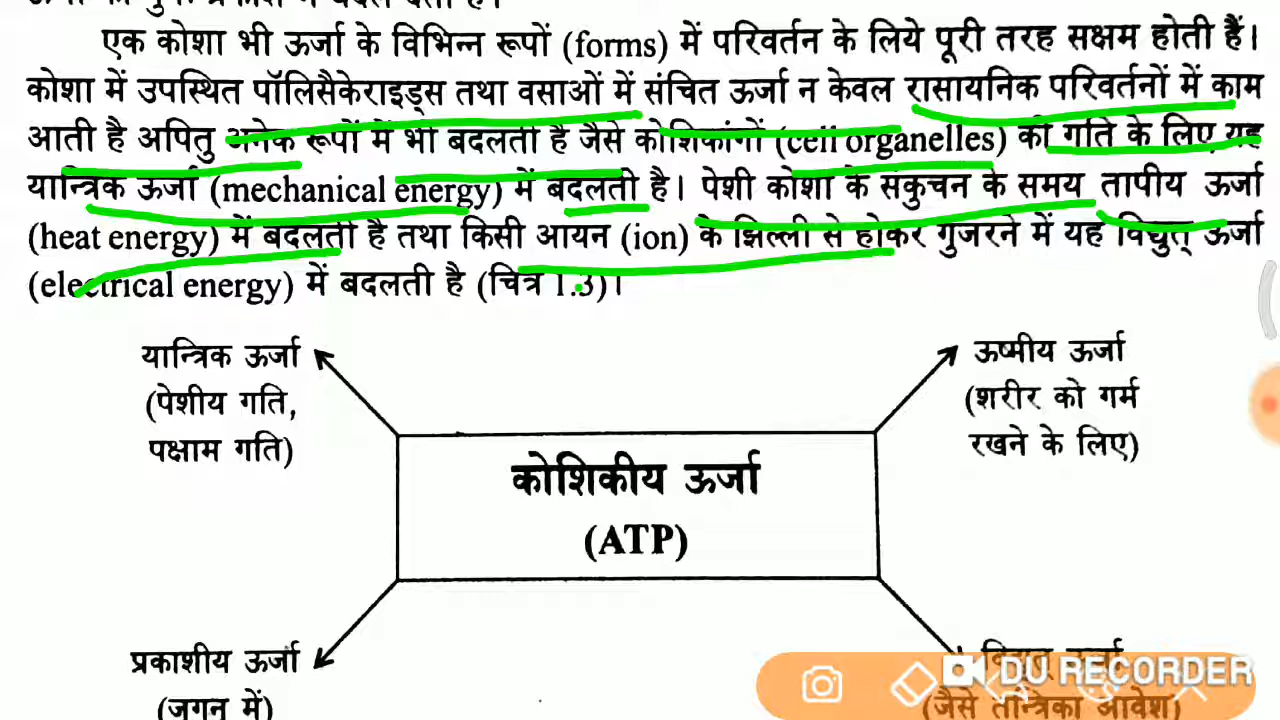 एक कोशा भी ऊर्जा के विभिन्न रूपों (forms) में परिवर्तन के लिये पूरी तरह सक्षम होती हैं।
कोशा में उपस्थित पॉलिसैकेराइड्स तथा वसाओं में संचित ऊर्जा न केवल रासायनिक परिवर्तनों में काम
आती है अपितु अनेक रूपों में भी बदलती है जैसे कोशिकांगों (cell organelles) की गति के लिए यह
यान्त्रिक ऊर्जा (mechanical energy) में बदलती है। पेशी कोशा के संकुचन के समय तापीय ऊर्जा
(heat energy) में बदलती है तथा किसी आयन (ion) के झिल्ली से होकर गुजरने में यह विद्युत् ऊर्जा
(electrical energy) में बदलती है (चित्र 1.3)।
यान्त्रिक ऊर्जा
(पेशीय गति,
पक्षाम गति)
ऊष्मीय ऊर्जा
(शरीर को गर्म
रखने के लिए)
कोशिकीय ऊर्जा
(ATP)
प्रकाशीय ऊर्जा
(जुगनू में)
विद्युत् ऊर्जा
(जैसे तन्त्रिका आवेश)
DU RECORDER